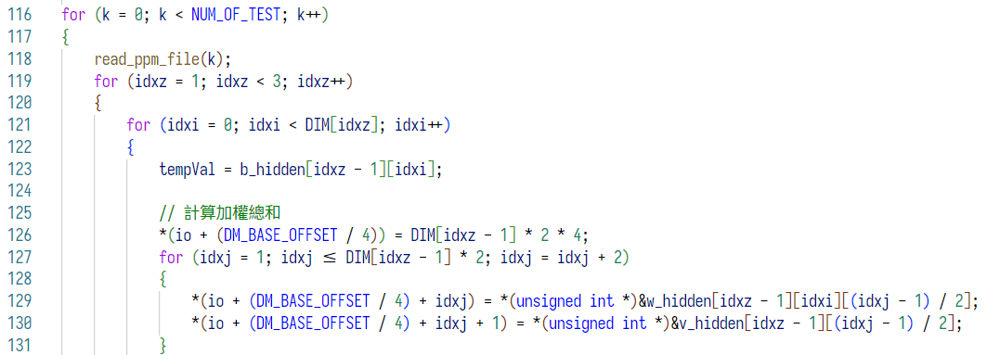 116 for (k = 0; k < NUM_OF_TEST; k++)
117 {
118 read_ppm_file(k);
119 for (idxz = 1; idxz < 3; idxz++)
120 {
121 for (idxi = 0; idxi < DIM[idxz]; idxi++)
122 {
123 tempVal = b_hidden[idxz - 1][idxi];
124
125 // 計算加權總和
126 *(io + (DM_BASE_OFFSET / 4)) = DIM[idxz - 1] * 2 * 4;
127 for (idxj = 1; idxj <= DIM[idxz - 1] * 2; idxj = idxj + 2)
128 {
129 *(io + (DM_BASE_OFFSET / 4) + idxj) = *(unsigned int *)&w_hidden[idxz - 1][idxi][(idxj - 1) / 2];
130 *(io + (DM_BASE_OFFSET / 4) + idxj + 1) = *(unsigned int *)&v_hidden[idxz - 1][(idxj - 1) / 2];
131 }